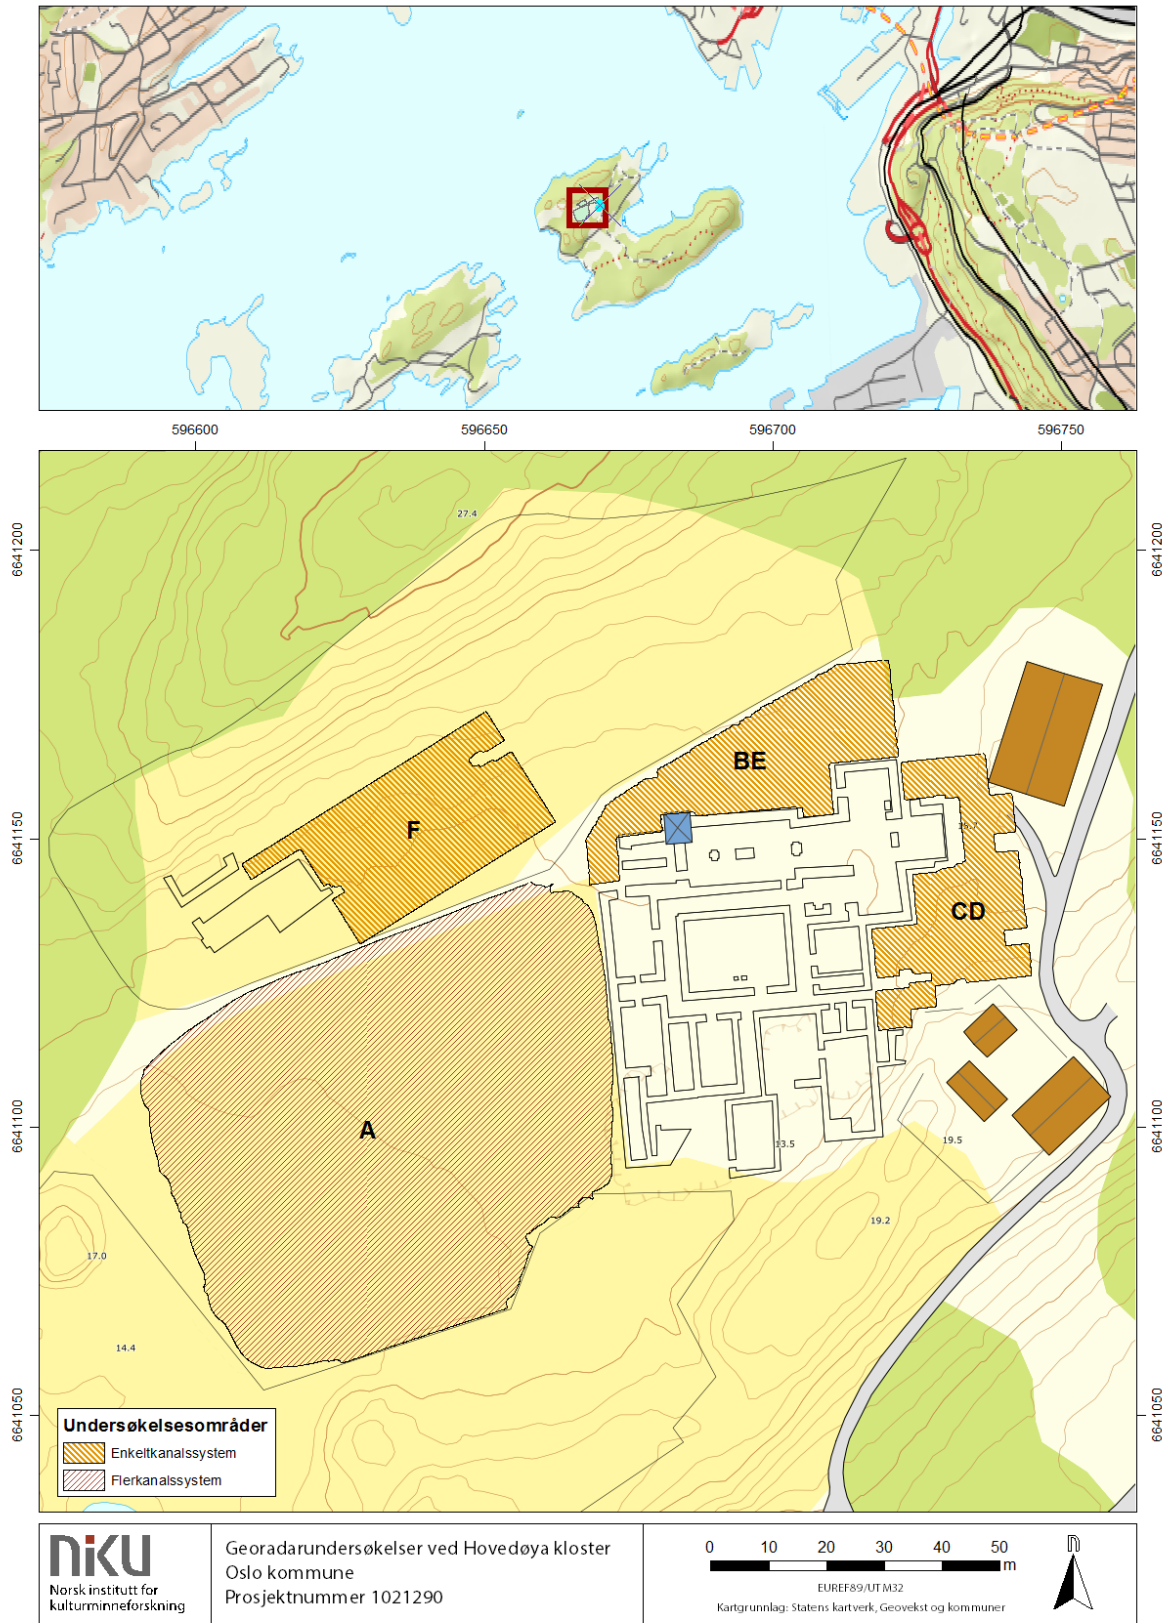 596600 596650 596700 596750
6641200 6641200
6641150 6641150
6641100 6641100
6641050 6641050
27.4
BE
F
15.7
CD
A
13.5
19.5
19.2
17.0
14.4
Undersøkelsesområder
Enkeltkanalssystem
Flerkanalssystem
niKU
Norsk institutt for
kulturminneforskning
Georadarundersøkelser ved Hovedøya kloster
Oslo kommune
Prosjektnummer 1021290
0 10 20 30 40 50
m
EUREF89/UTM32
Kartgrunnlag: Statens kartverk, Geovekst og kommuner
n